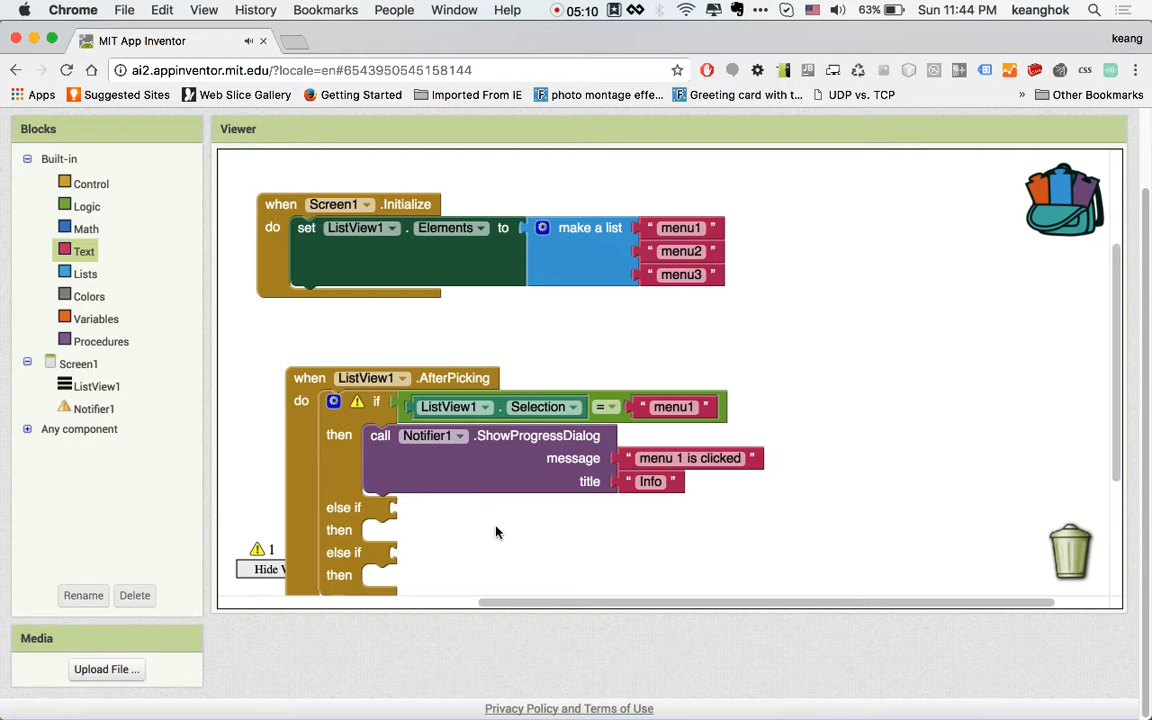 Chrome File Edit View History Bookmarks People Window Help 05:10 63% Sun 11:44 PM keanghok
MIT App Inventor
keang
ai2.appinventor.mit.edu/?locale=en#6543950545158144
css
Apps Suggested Sites Web Slice Gallery Getting Started Imported From IE photo montage effe... Greeting card with t... UDP vs. TCP » Other Bookmarks
Blocks
Built-in
Control
Logic
Math
Text
Lists
Colors
Variables
Procedures
Screen1
ListView1
Notifier1
Any component
Rename Delete
Media
Upload File ...
Viewer
when Screen1 .Initialize
do set ListView1 . Elements to make a list " menu1 "
" menu2 "
" menu3 "
when ListView1 .AfterPicking
do if ListView1 . Selection = " menu1 "
then call Notifier1 .ShowProgressDialog
message " menu 1 is clicked "
title " Info "
else if
then
else if
then
1
Hide
Privacy Policy and Terms of Use